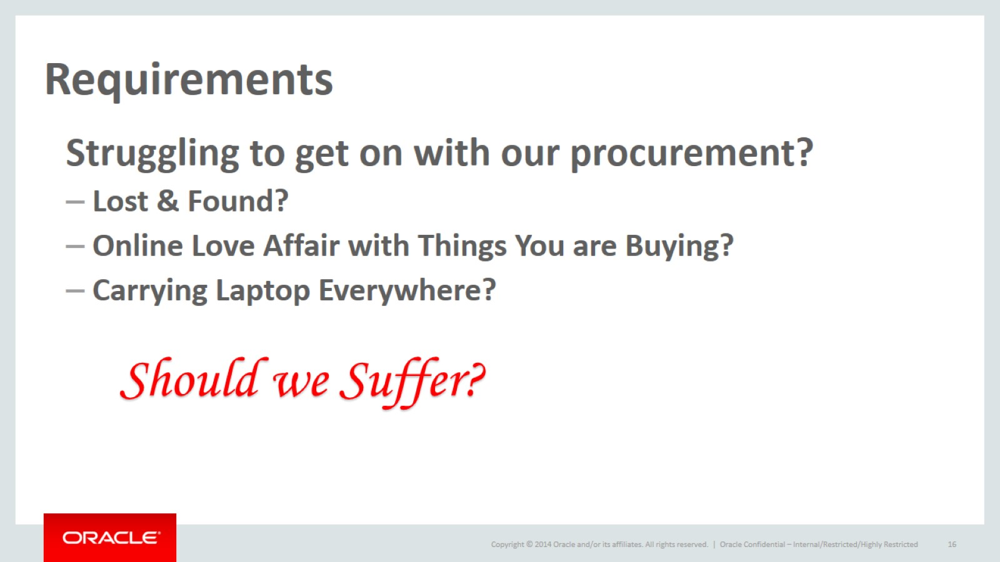 Requirements
Struggling to get on with our procurement?
– Lost & Found?
– Online Love Affair with Things You are Buying?
– Carrying Laptop Everywhere?
Should we Suffer?
ORACLE®
Copyright © 2014 Oracle and/or its affiliates. All rights reserved. | Oracle Confidential – Internal/Restricted/Highly Restricted 16